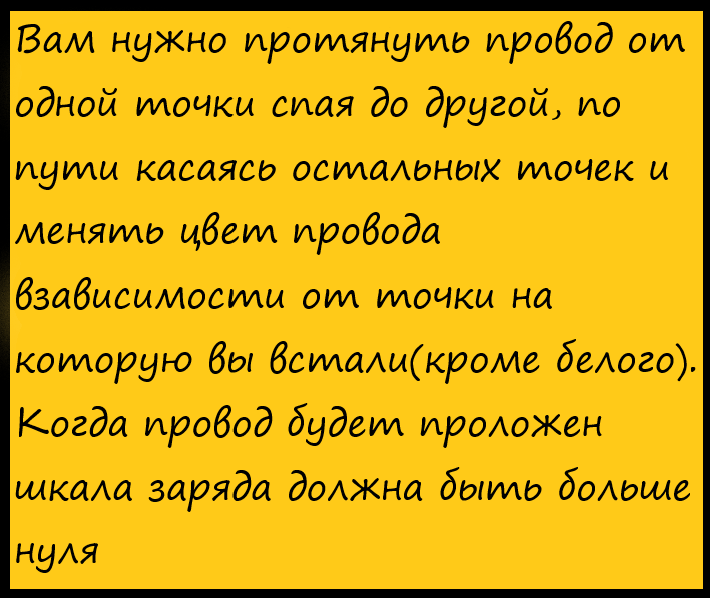 Вам нужно протянуть провод от
одной точки спая до другой, по
пути касаясь остальных точек и
менять цвет провода
взависимости от точки на
которую вы встали(кроме белого).
Когда провод будет проложен
шкала заряда должна быть больше
нуля